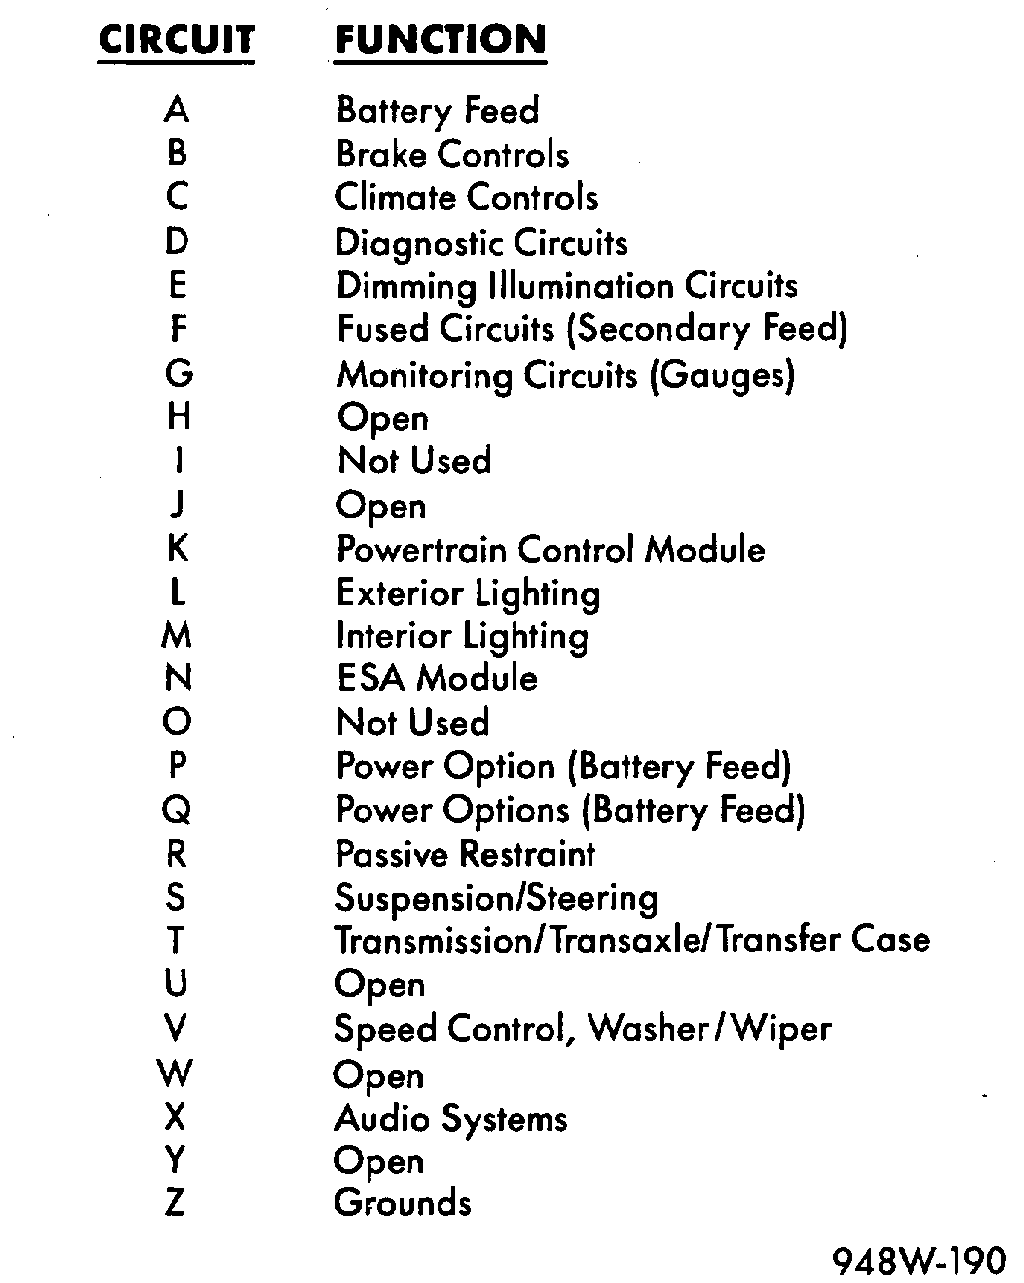 CIRCUIT FUNCTION
A Battery Feed
B Brake Controls
C Climate Controls
D Diagnostic Circuits
E Dimming Illumination Circuits
F Fused Circuits (Secondary Feed)
G Monitoring Circuits (Gauges)
H Open
I Not Used
J Open
K Powertrain Control Module
L Exterior Lighting
M Interior Lighting
N ESA Module
O Not Used
P Power Option (Battery Feed)
Q Power Options (Battery Feed)
R Passive Restraint
S Suspension/Steering
T Transmission/Transaxle/Transfer Case
U Open
V Speed Control, Washer/Wiper
W Open
X Audio Systems
Y Open
Z Grounds
948W-190